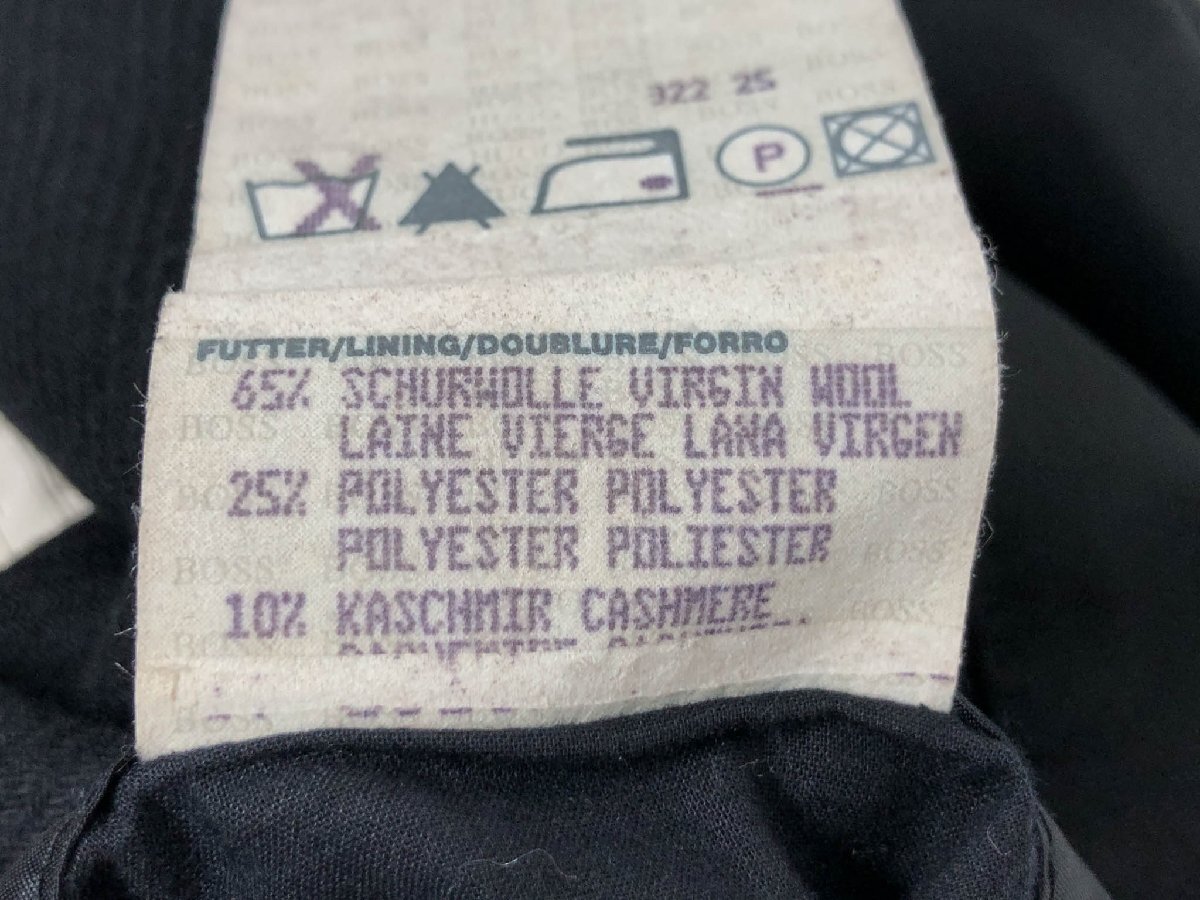 322 25
P
FUTTER/LINING/DOUBLURE/FORRO
65% SCHURWOLLE VIRGIN WOOL
LAINE VIERGE LANA VIRGEN
25% POLYESTER POLYESTER
POLYESTER POLIESTER
10% KASCHMIR CASHMERE
BOSS